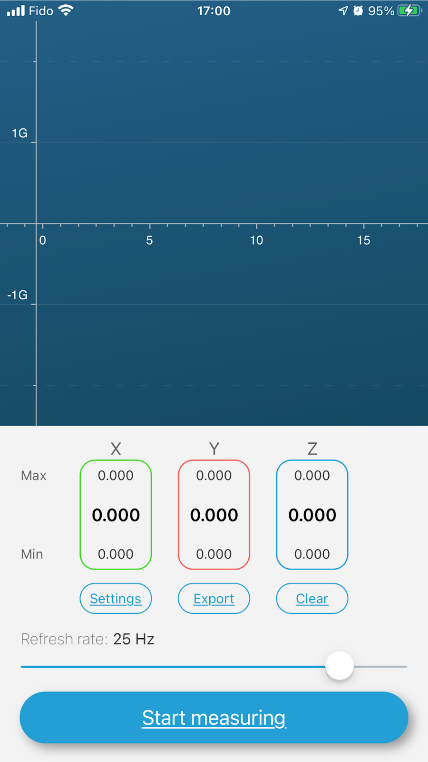 Fido 17:00 95%
1G
0 5 10 15
-1G
X Y Z
Max 0.000 0.000 0.000
0.000 0.000 0.000
Min 0.000 0.000 0.000
Settings Export Clear
Refresh rate: 25 Hz
Start measuring